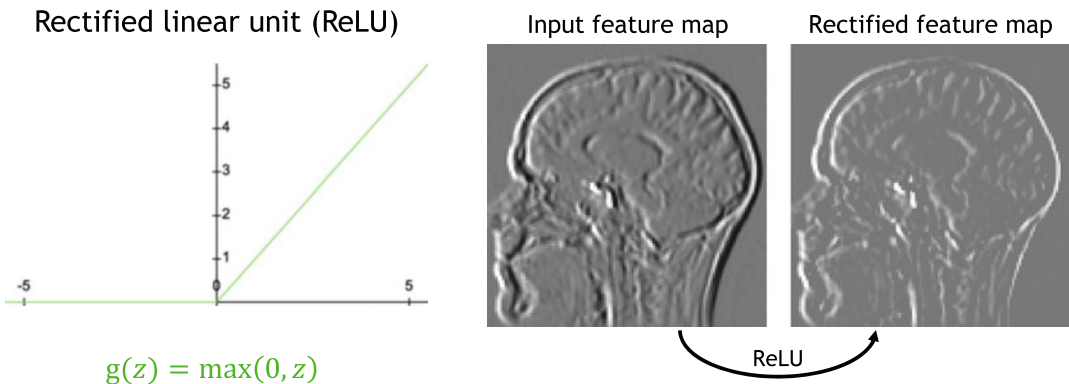 Rectified linear unit (ReLU)
5
4
3
2
1
-5
0
5
g(z) = max(0, z)
Input feature map
Rectified feature map
ReLU